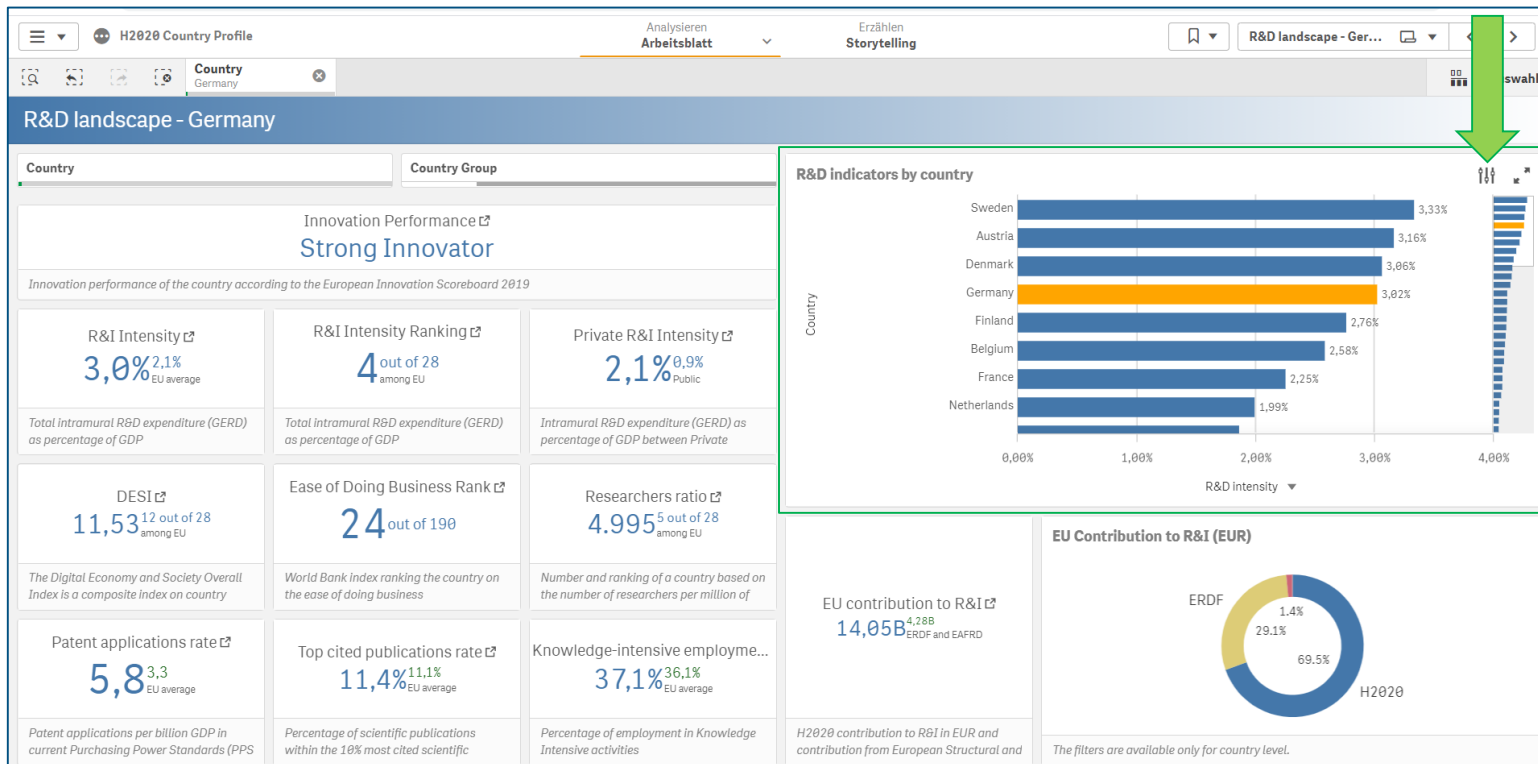 H2020 Country Profile
Analysieren
Arbeitsblatt
Erzählen
Storytelling
R&D landscape - Ger...
Country
Germany
R&D landscape - Germany
Country
Country Group
Innovation Performance
Strong Innovator
Innovation performance of the country according to the European Innovation Scoreboard 2019
R&I Intensity
3,0% 2,1%
EU average
Total intramural R&D expenditure (GERD)
as percentage of GDP
R&I Intensity Ranking
4 out of 28
among EU
Total intramural R&D expenditure (GERD)
as percentage of GDP
Private R&I Intensity
2,1% 0,9%
Public
Intramural R&D expenditure (GERD) as
percentage of GDP between Private
DESI
11,53 12 out of 28
among EU
The Digital Economy and Society Overall
Index is a composite index on country
Ease of Doing Business Rank
24 out of 190
World Bank index ranking the country on
the ease of doing business
Researchers ratio
4.995 5 out of 28
among EU
Number and ranking of a country based on
the number of researchers per million of
Patent applications rate
5,8 3,3
EU average
Patent applications per billion GDP in
current Purchasing Power Standards (PPS
Top cited publications rate
11,4% 11,1%
EU average
Percentage of scientific publications
within the 10% most cited scientific
Knowledge-intensive employme...
37,1% 36,1%
EU average
Percentage of employment in Knowledge
Intensive activities
R&D indicators by country
Country
Sweden 3,33%
Austria 3,16%
Denmark 3,06%
Germany 3,02%
Finland 2,76%
Belgium 2,58%
France 2,25%
Netherlands 1,99%
0,00% 1,00% 2,00% 3,00% 4,00%
R&D intensity
EU contribution to R&I
14,05B 4,28B
ERDF and EAFRD
H2020 contribution to R&I in EUR and
contribution from European Structural and
EU Contribution to R&I (EUR)
ERDF
1.4%
29.1%
69.5%
H2020
The filters are available only for country level.